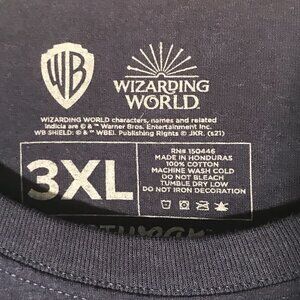 WB
WIZARDING
WORLD
WIZARDING WORLD characters, names and related
indicia are © & ™ Warner Bros. Entertainment Inc.
WB SHIELD: © & ™ WBEI. Publishing Rights © JKR. (s21)
3XL
RN# 150446
MADE IN HONDURAS
100% COTTON
MACHINE WASH COLD
DO NOT BLEACH
TUMBLE DRY LOW
DO NOT IRON DECORATION